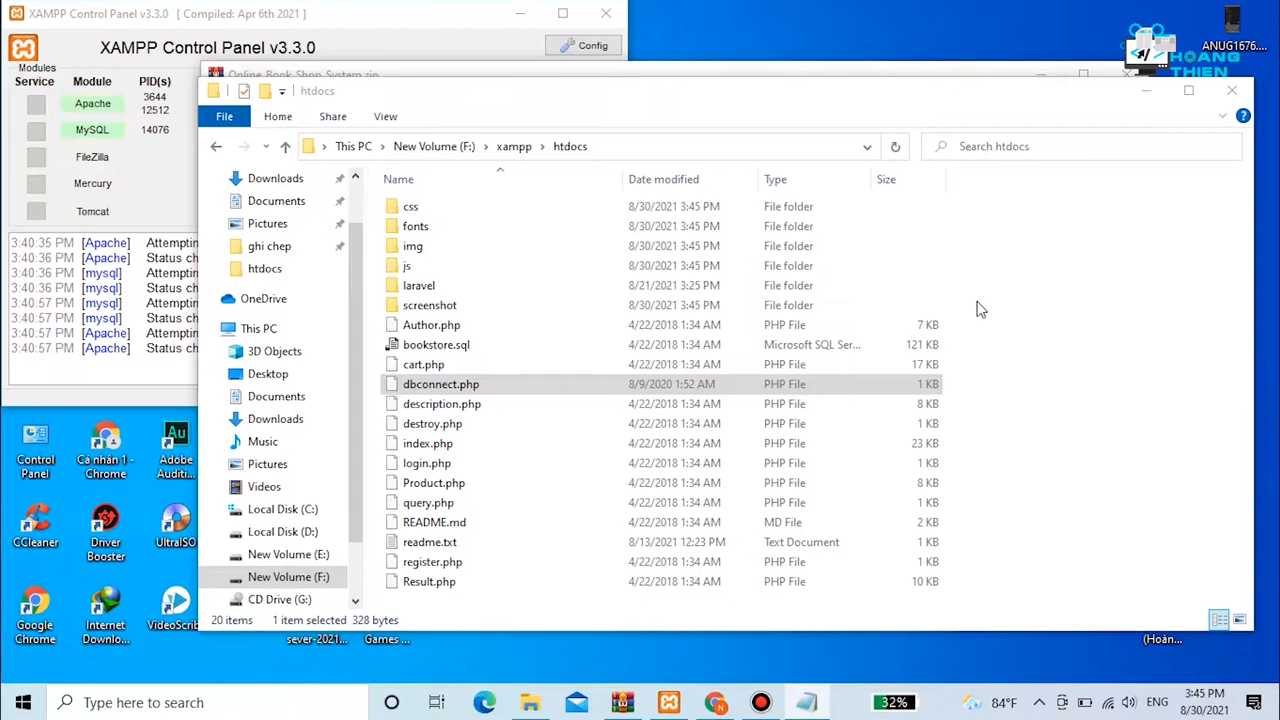 XAMPP Control Panel v3.3.0 [ Compiled: Apr 6th 2021 ]
XAMPP Control Panel v3.3.0
Config
Modules
Service Module PID(s)
Apache 3644
12512
MySQL 14076
FileZilla
Mercury
Tomcat
3:40:35 PM [Apache] Attemptin
3:40:36 PM [Apache] Status ch
3:40:36 PM [mysql] Attemptin
3:40:36 PM [mysql] Status ch
3:40:57 PM [mysql] Attemptin
3:40:57 PM [mysql] Status ch
3:40:57 PM [Apache] Attemptin
3:40:57 PM [Apache] Status ch
Online_Book_Shop_System.zip
ANUG1676....
HOANG
THIEN
htdocs
File Home Share View
This PC New Volume (F:) xampp htdocs
Search htdocs
Downloads
Documents
Pictures
ghi chep
htdocs
OneDrive
This PC
3D Objects
Desktop
Documents
Downloads
Music
Pictures
Videos
Local Disk (C:)
Local Disk (D:)
New Volume (E:)
New Volume (F:)
CD Drive (G:)
Name Date modified Type Size
css 8/30/2021 3:45 PM File folder
fonts 8/30/2021 3:45 PM File folder
img 8/30/2021 3:45 PM File folder
js 8/30/2021 3:45 PM File folder
laravel 8/21/2021 3:25 PM File folder
screenshot 8/30/2021 3:45 PM File folder
Author.php 4/22/2018 1:34 AM PHP File 7 KB
bookstore.sql 4/22/2018 1:34 AM Microsoft SQL Ser... 121 KB
cart.php 4/22/2018 1:34 AM PHP File 17 KB
dbconnect.php 8/9/2020 1:52 AM PHP File 1 KB
description.php 4/22/2018 1:34 AM PHP File 8 KB
destroy.php 4/22/2018 1:34 AM PHP File 1 KB
index.php 4/22/2018 1:34 AM PHP File 23 KB
login.php 4/22/2018 1:34 AM PHP File 1 KB
Product.php 4/22/2018 1:34 AM PHP File 8 KB
query.php 4/22/2018 1:34 AM PHP File 1 KB
README.md 4/22/2018 1:34 AM MD File 2 KB
readme.txt 8/13/2021 12:23 PM Text Document 1 KB
register.php 4/22/2018 1:34 AM PHP File 1 KB
Result.php 4/22/2018 1:34 AM PHP File 10 KB
20 items 1 item selected 328 bytes
Control
Panel
Cá nhân 1 -
Chrome
Adobe
Auditi...
CCleaner
Driver
Booster
UltraISO
Google
Chrome
Internet
Downlo...
VideoScrib
sever-2021...
Games ...
(Hoàn...
Type here to search
32%
84°F
ENG
3:45 PM
8/30/2021